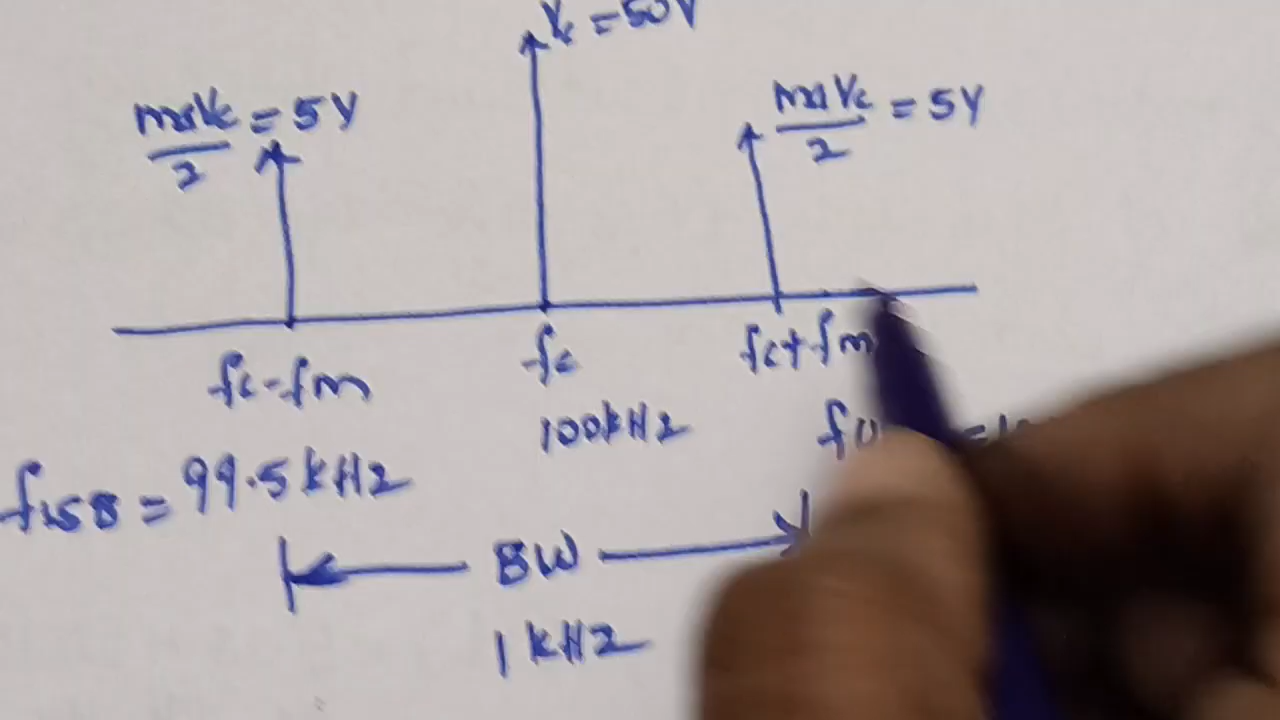 Vc = 50V
maVc/2 = 5V
maVc/2 = 5V
fc-fm
fc
fc+fm
100kHz
fLSB = 99.5kHz
BW
1kHz